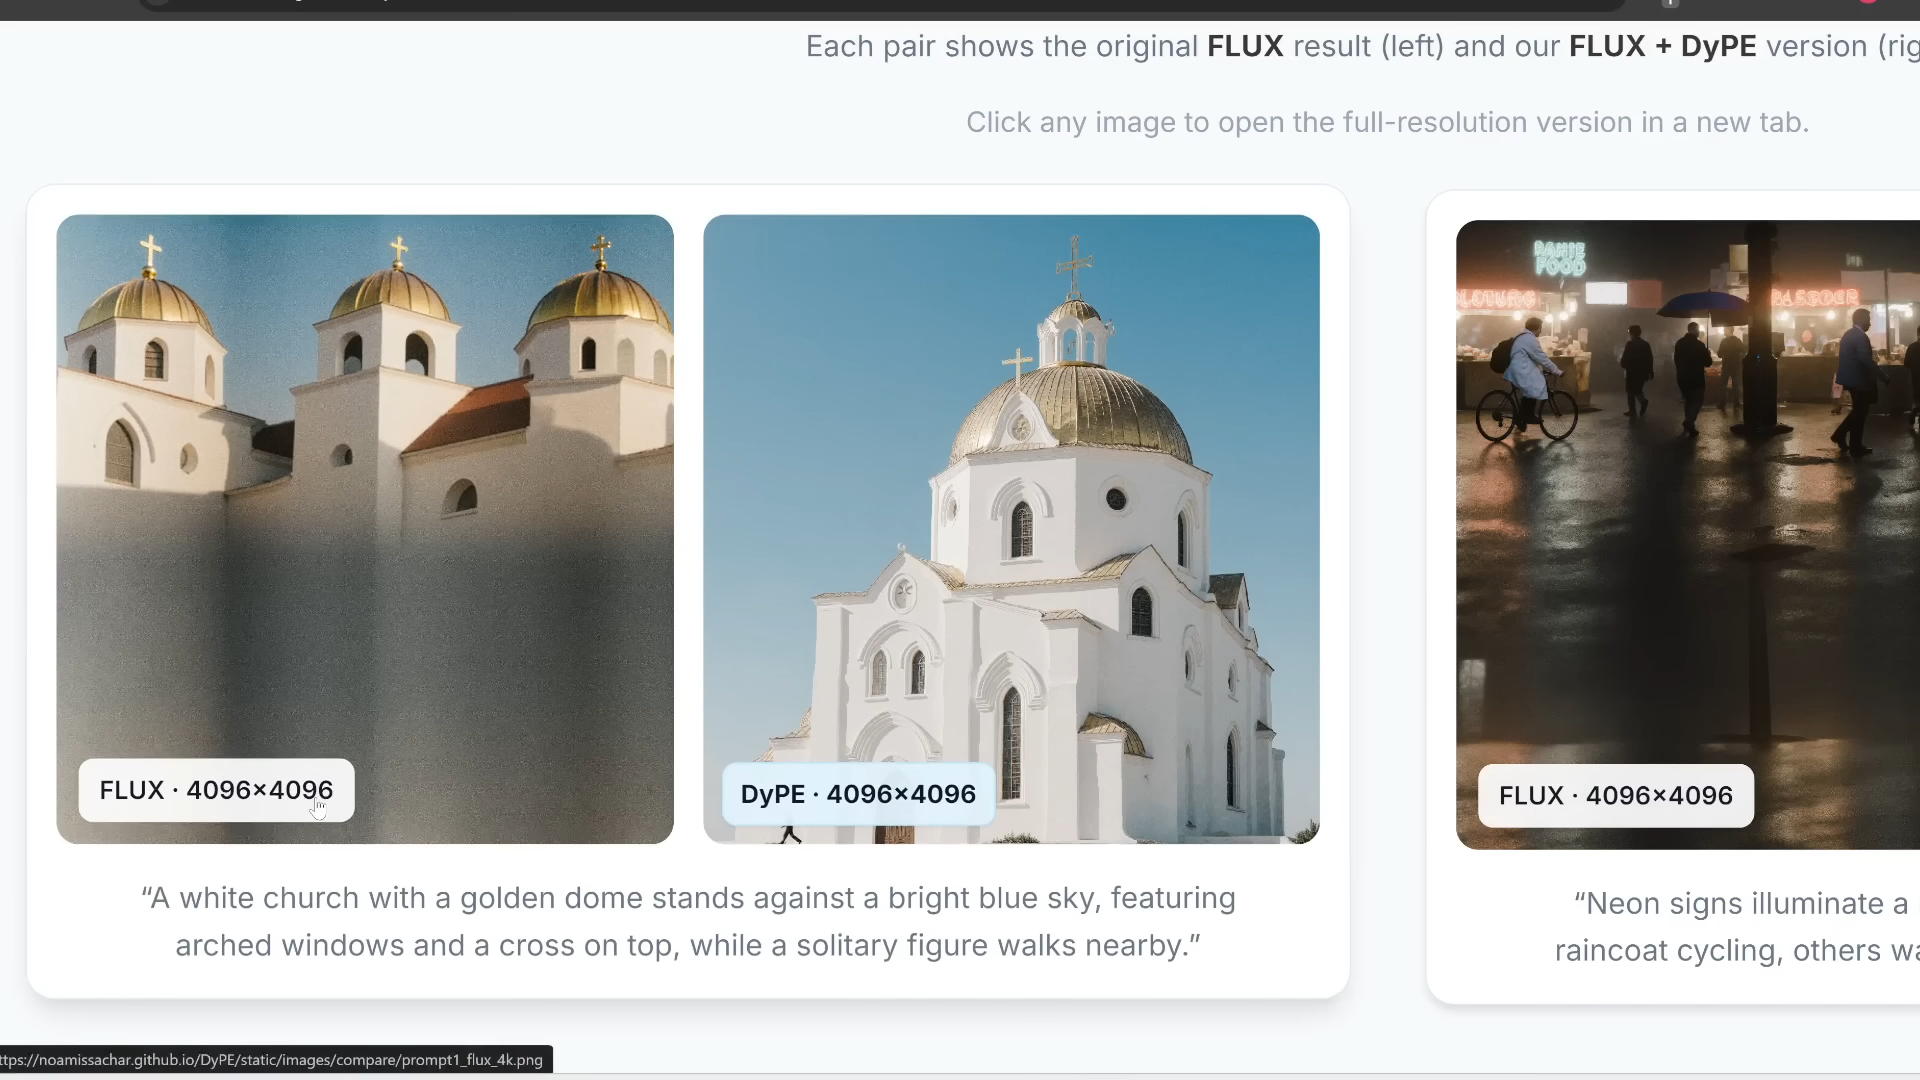 Each pair shows the original FLUX result (left) and our FLUX + DyPE version
Click any image to open the full-resolution version in a new tab.
FOOD
FLUX · 4096×4096
DyPE · 4096×4096
“A white church with a golden dome stands against a bright blue sky, featuring
arched windows and a cross on top, while a solitary figure walks nearby.”
FLUX · 4096×4096
“Neon signs illuminate a
raincoat cycling, others
ttps://noamissachar.github.io/DyPE/static/images/compare/prompt1_flux_4k.png